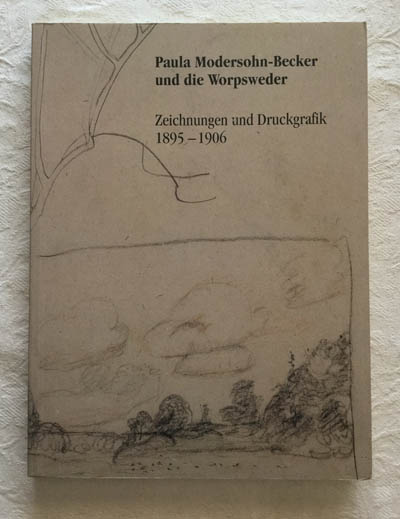 Paula Modersohn-Becker
und die Worpsweder
Zeichnungen und Druckgrafik
1895 – 1906